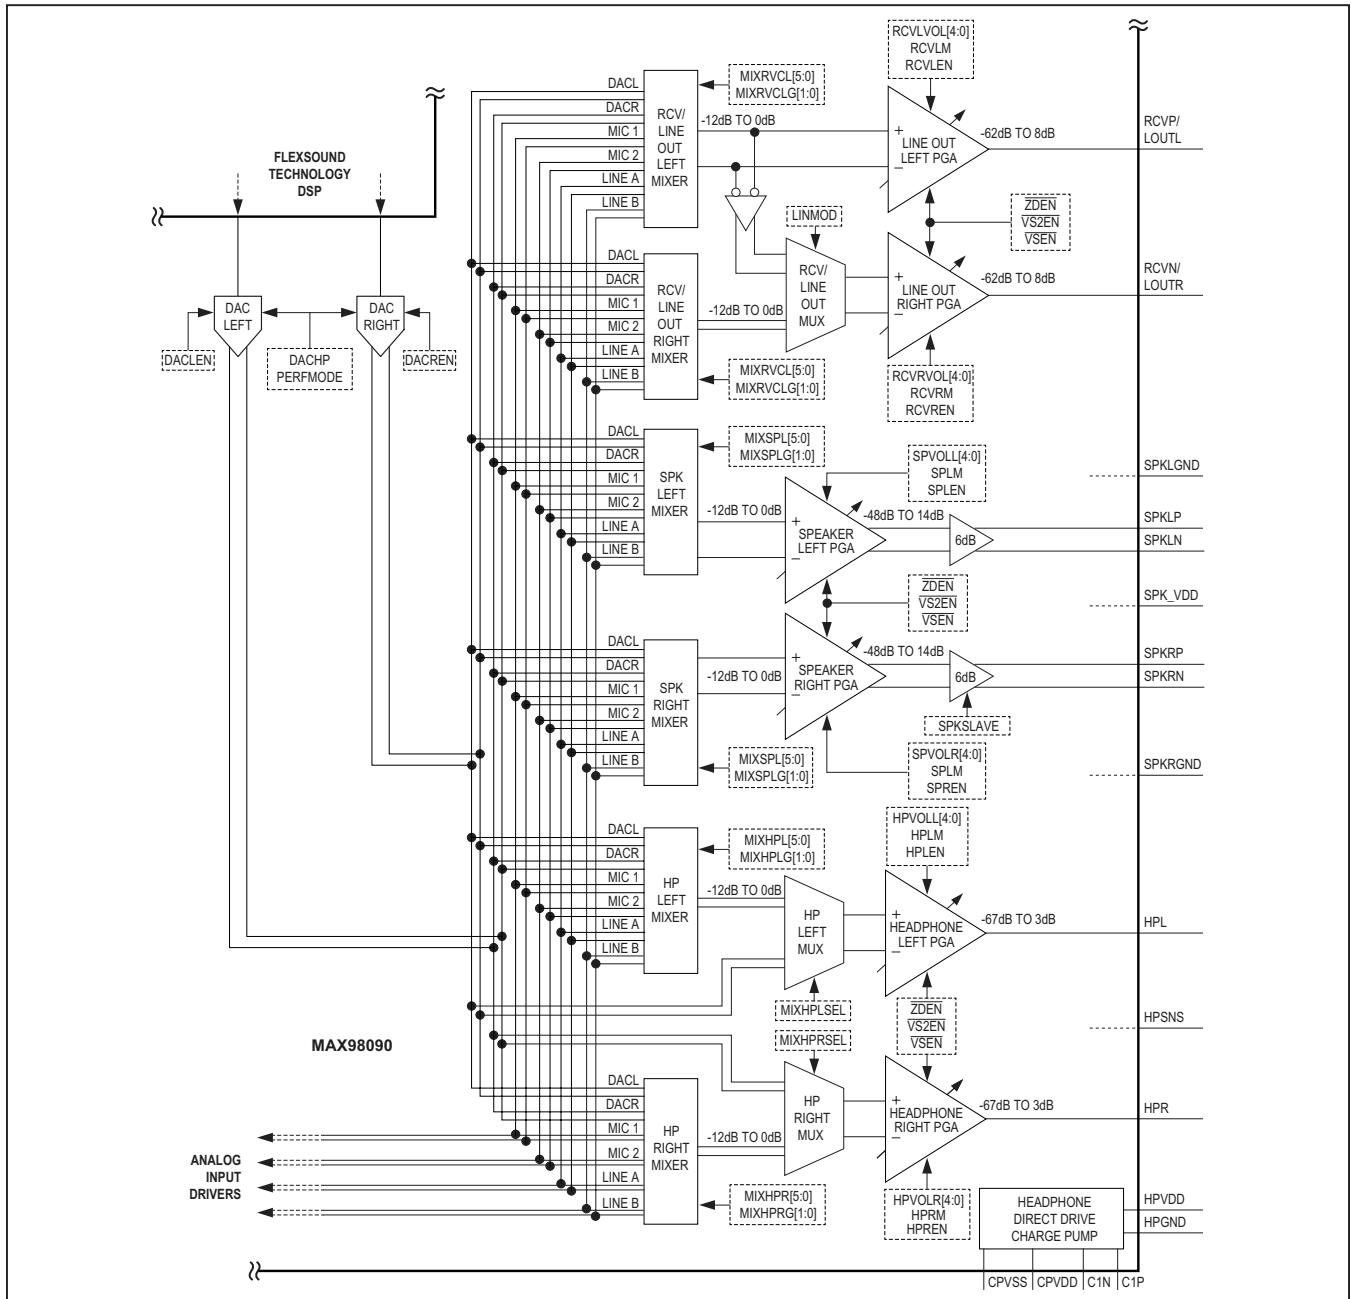 RCVLVOL[4:0]
RCVLM
RCVLEN
DACL
DACR
MIC 1
MIC 2
LINE A
LINE B
RCV/
LINE
OUT
LEFT
MIXER
MIXRVCL[5:0]
MIXRVCLG[1:0]
-12dB TO 0dB
+
−
LINE OUT
LEFT PGA
-62dB TO 8dB
RCVP/
LOUTL
FLEXSOUND
TECHNOLOGY
DSP
LINMOD
ZDEN
VS2EN
VSEN
DACL
DACR
MIC 1
MIC 2
LINE A
LINE B
RCV/
LINE
OUT
RIGHT
MIXER
-12dB TO 0dB
RCV/
LINE
OUT
MUX
+
−
LINE OUT
RIGHT PGA
-62dB TO 8dB
RCVN/
LOUTR
DAC
LEFT
DAC
RIGHT
DACLEN
DACHP
PERFMODE
DACREN
MIXRVCL[5:0]
MIXRVCLG[1:0]
RCVRVOL[4:0]
RCVRM
RCVREN
DACL
DACR
MIC 1
MIC 2
LINE A
LINE B
SPK
LEFT
MIXER
MIXSPL[5:0]
MIXSPLG[1:0]
-12dB TO 0dB
SPVOLL[4:0]
SPLM
SPLEN
+
−
SPEAKER
LEFT PGA
-48dB TO 14dB
6dB
SPKLGND
SPKLP
SPKLN
ZDEN
VS2EN
VSEN
SPK_VDD
DACL
DACR
MIC 1
MIC 2
LINE A
LINE B
SPK
RIGHT
MIXER
-12dB TO 0dB
+
−
SPEAKER
RIGHT PGA
-48dB TO 14dB
6dB
SPKRP
SPKRN
SPKSLAVE
MIXSPL[5:0]
MIXSPLG[1:0]
SPVOLR[4:0]
SPLM
SPREN
SPKRGND
DACL
DACR
MIC 1
MIC 2
LINE A
LINE B
HP
LEFT
MIXER
MIXHPL[5:0]
MIXHPLG[1:0]
-12dB TO 0dB
HP
LEFT
MUX
HPVOLL[4:0]
HPLM
HPLEN
+
−
HEADPHONE
LEFT PGA
-67dB TO 3dB
HPL
MIXHPLSEL
ZDEN
VS2EN
VSEN
HPSNS
MAX98090
MIXHPRSEL
DACL
DACR
MIC 1
MIC 2
LINE A
LINE B
HP
RIGHT
MIXER
-12dB TO 0dB
HP
RIGHT
MUX
+
−
HEADPHONE
RIGHT PGA
-67dB TO 3dB
HPR
ANALOG
INPUT
DRIVERS
MIXHPR[5:0]
MIXHPRG[1:0]
HPVOLR[4:0]
HPRM
HPREN
HEADPHONE
DIRECT DRIVE
CHARGE PUMP
HPVDD
HPGND
CPVSS
CPVDD
C1N
C1P